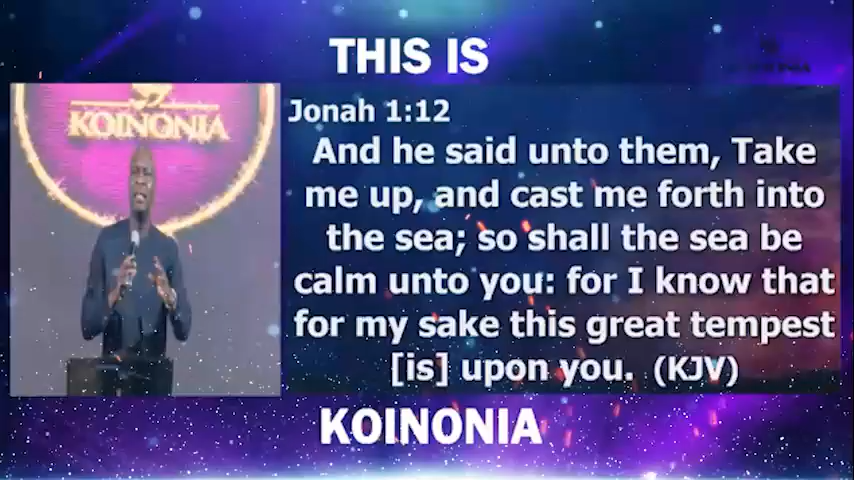 THIS IS
KOINONIA
Jonah 1:12
And he said unto them, Take
me up, and cast me forth into
the sea; so shall the sea be
calm unto you: for I know that
for my sake this great tempest
[is] upon you. (KJV)
KOINONIA